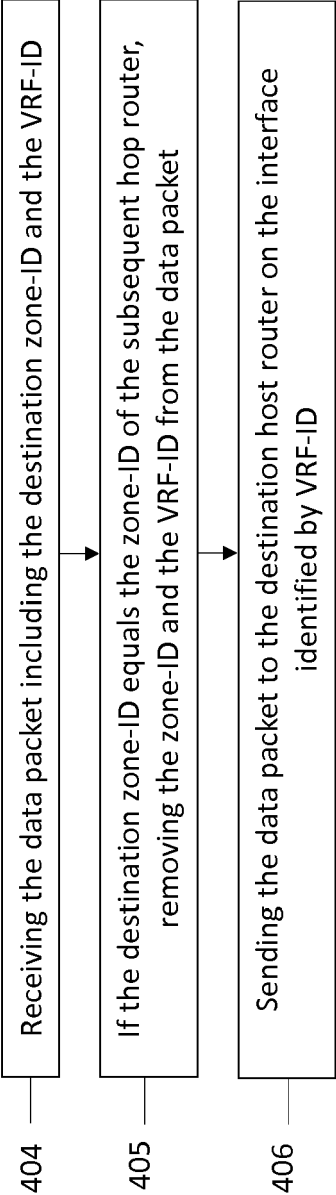 404
Receiving the data packet including the destination zone-ID and the VRF-ID
405
If the destination zone-ID equals the zone-ID of the subsequent hop router,
removing the zone-ID and the VRF-ID from the data packet
406
Sending the data packet to the destination host router on the interface
identified by VRF-ID